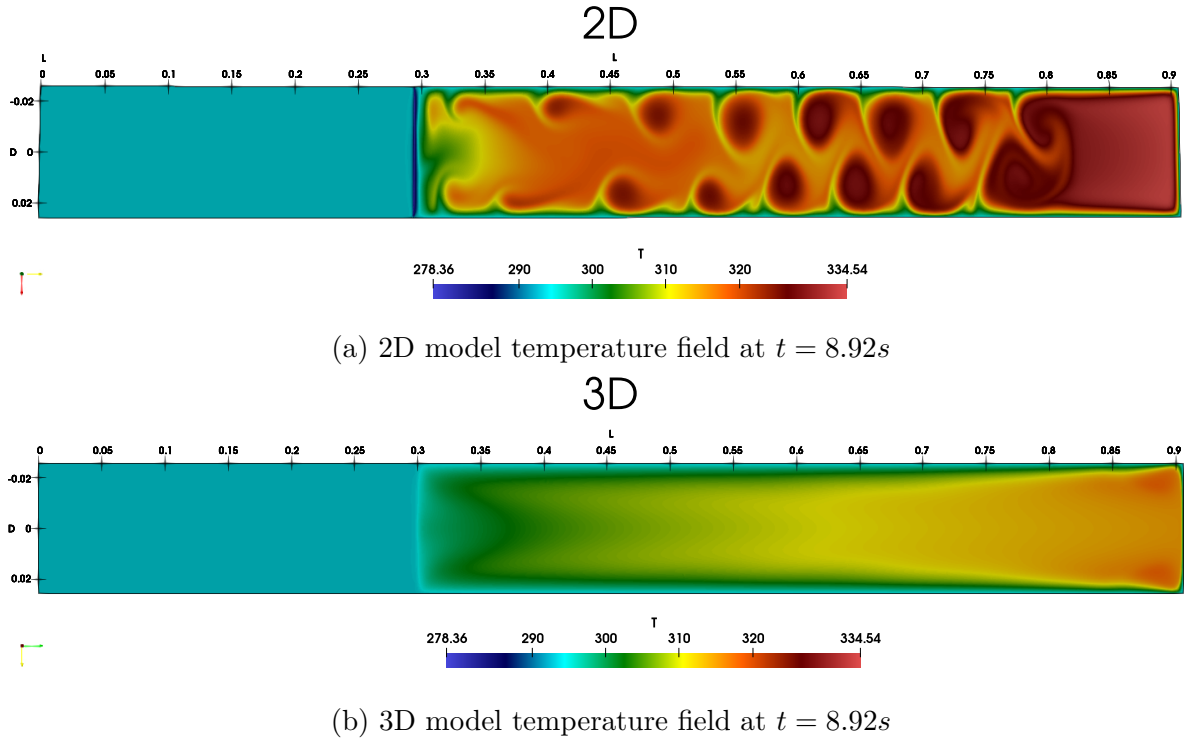 2D
L L
0 0.05 0.1 0.15 0.2 0.25 0.3 0.35 0.4 0.45 0.5 0.55 0.6 0.65 0.7 0.75 0.8 0.85 0.9
-0.02
D 0
0.02
T
278.36 290 300 310 320 334.54
(a) 2D model temperature field at t = 8.92s
3D
L
0 0.05 0.1 0.15 0.2 0.25 0.3 0.35 0.4 0.45 0.5 0.55 0.6 0.65 0.7 0.75 0.8 0.85 0.9
-0.02
D 0
0.02
T
278.36 290 300 310 320 334.54
(b) 3D model temperature field at t = 8.92s